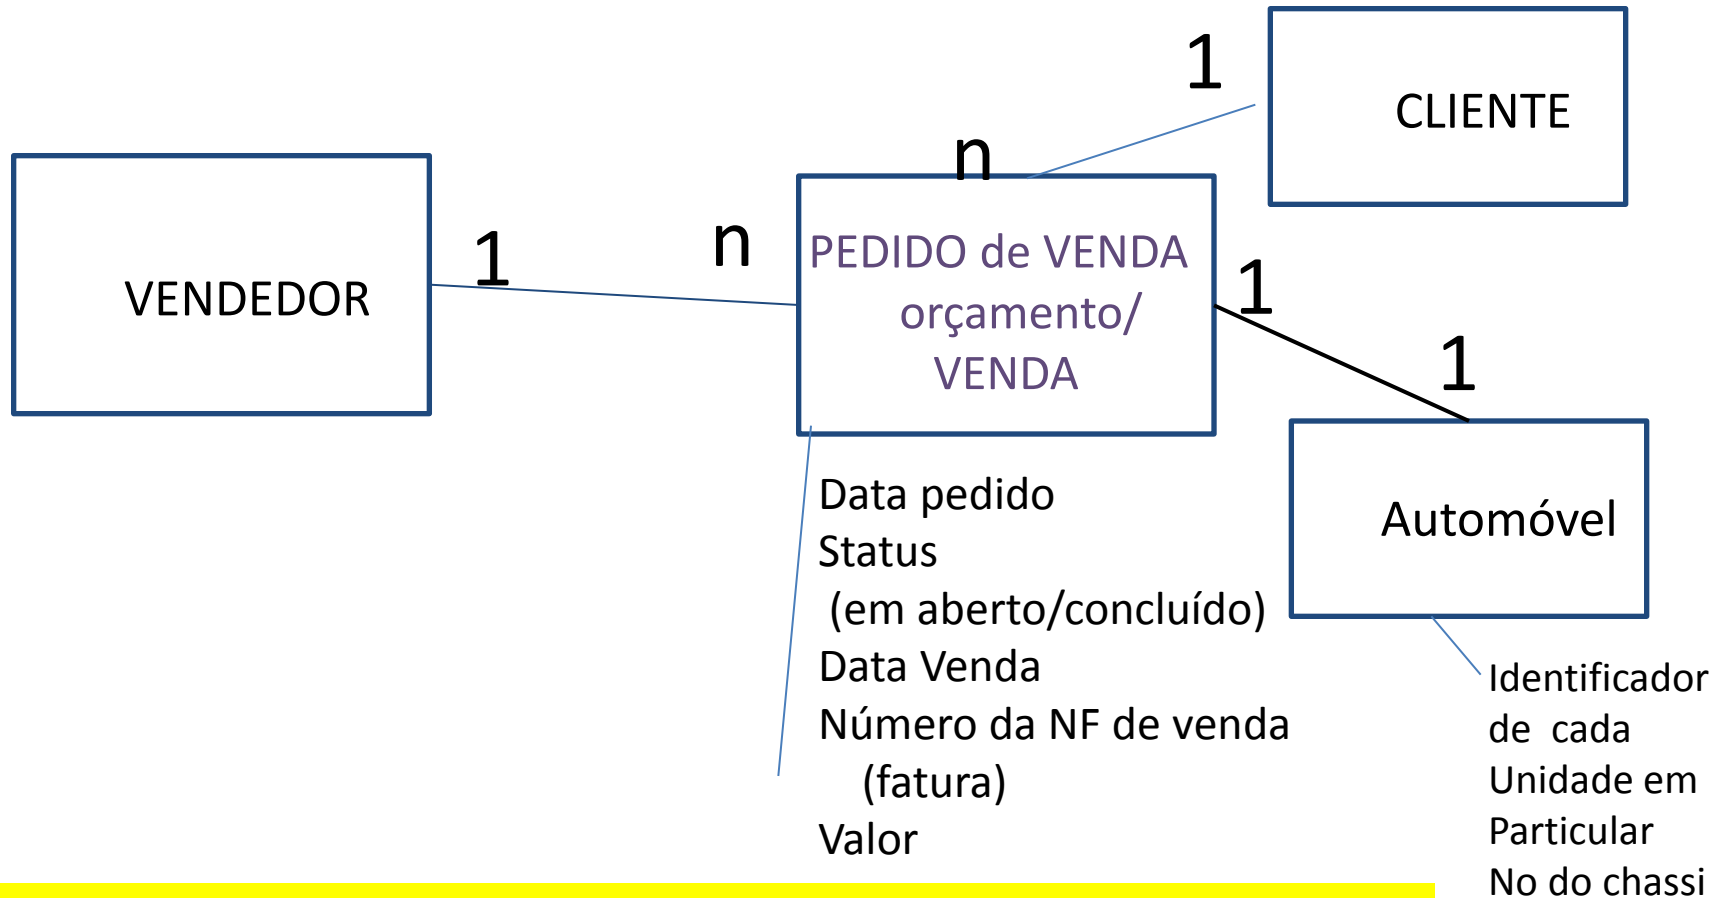 1
CLIENTE
n
VENDEDOR
1
n
PEDIDO de VENDA
orçamento/
VENDA
1
1
Automóvel
Data pedido
Status
(em aberto/concluído)
Data Venda
Número da NF de venda
(fatura)
Valor
Identificador
de cada
Unidade em
Particular
No do chassi